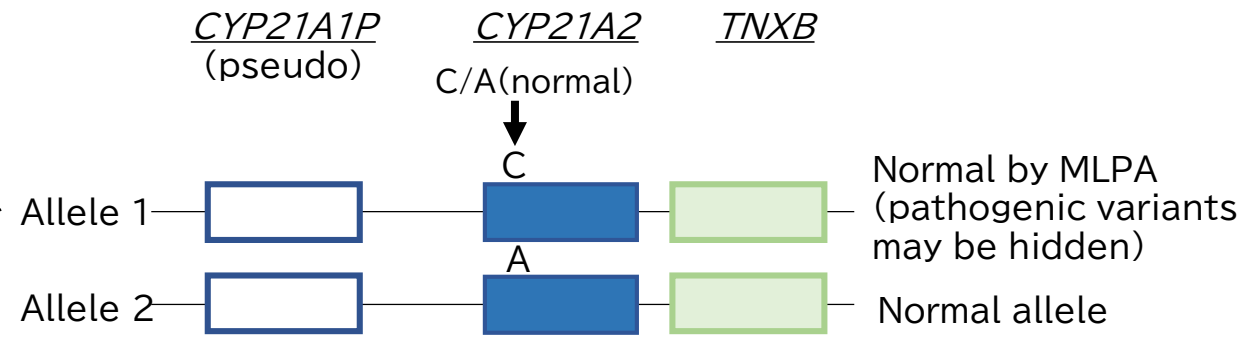 CYP21A1P CYP21A2 TNXB
(pseudo)
C/A(normal)
C
Allele 1
Normal by MLPA
(pathogenic variants
may be hidden)
A
Allele 2
Normal allele